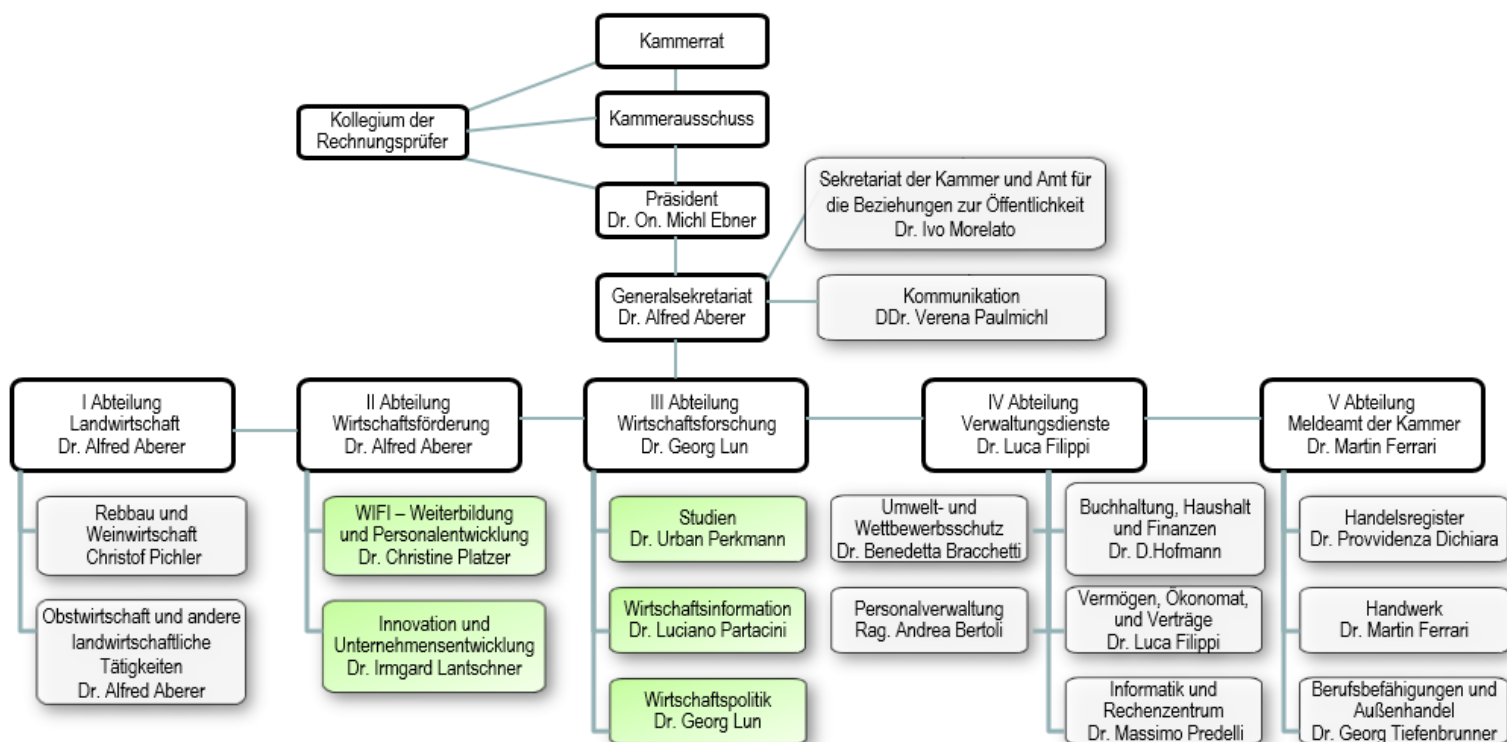 Kammerrat
Kollegium der
Rechnungsprüfer
Kammerausschuss
Präsident
Dr. On. Michl Ebner
Sekretariat der Kammer und Amt für
die Beziehungen zur Öffentlichkeit
Dr. Ivo Morelato
Generalsekretariat
Dr. Alfred Aberer
Kommunikation
DDr. Verena Paulmichl
I Abteilung
Landwirtschaft
Dr. Alfred Aberer
II Abteilung
Wirtschaftsförderung
Dr. Alfred Aberer
III Abteilung
Wirtschaftsforschung
Dr. Georg Lun
IV Abteilung
Verwaltungsdienste
Dr. Luca Filippi
V Abteilung
Meldeamt der Kammer
Dr. Martin Ferrari
Rebbau und
Weinwirtschaft
Christof Pichler
Obstwirtschaft und andere
landwirtschaftliche
Tätigkeiten
Dr. Alfred Aberer
WIFI – Weiterbildung
und Personalentwicklung
Dr. Christine Platzer
Innovation und
Unternehmensentwicklung
Dr. Irmgard Lantschner
Studien
Dr. Urban Perkmann
Wirtschaftsinformation
Dr. Luciano Partacini
Wirtschaftspolitik
Dr. Georg Lun
Umwelt- und
Wettbewerbsschutz
Dr. Benedetta Bracchetti
Personalverwaltung
Rag. Andrea Bertoli
Buchhaltung, Haushalt
und Finanzen
Dr. D.Hofmann
Vermögen, Ökonomat,
und Verträge
Dr. Luca Filippi
Informatik und
Rechenzentrum
Dr. Massimo Predelli
Handelsregister
Dr. Provvidenza Dichiara
Handwerk
Dr. Martin Ferrari
Berufsbefähigungen und
Außenhandel
Dr. Georg Tiefenbrunner